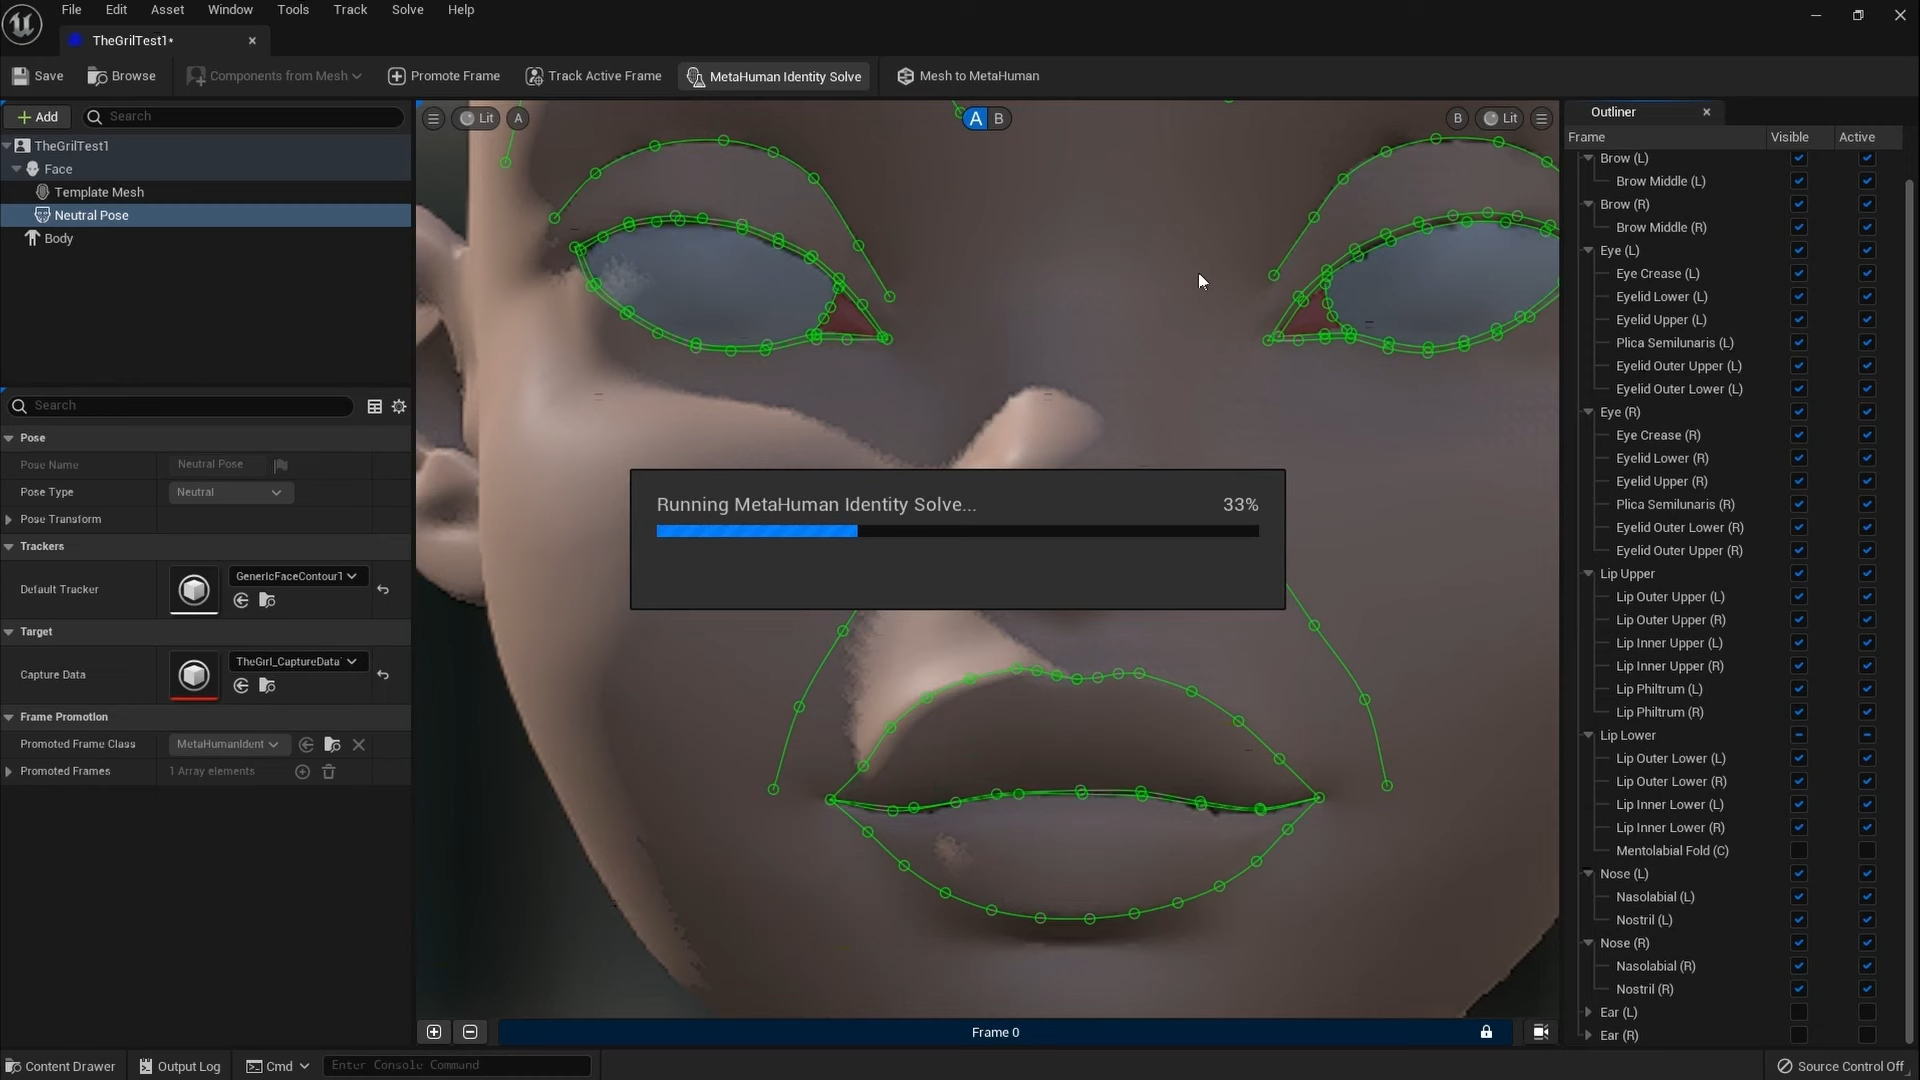 File Edit Asset Window Tools Track Solve Help
TheGrilTest1*
Save Browse Components from Mesh Promote Frame Track Active Frame MetaHuman Identity Solve Mesh to MetaHuman
Add Search
TheGrilTest1
Face
Template Mesh
Neutral Pose
Body
Search
Pose
Pose Name Neutral Pose
Pose Type Neutral
Pose Transform
Trackers
Default Tracker GenericFaceContourT
Target
Capture Data TheGirl_CaptureData
Frame Promotion
Promoted Frame Class MetaHumanIdent
Promoted Frames 1 Array elements
Lit A A B B Lit
Running MetaHuman Identity Solve... 33%
Frame 0
Outliner
Frame Visible Active
Brow (L)
Brow Middle (L)
Brow (R)
Brow Middle (R)
Eye (L)
Eye Crease (L)
Eyelid Lower (L)
Eyelid Upper (L)
Plica Semilunaris (L)
Eyelid Outer Upper (L)
Eyelid Outer Lower (L)
Eye (R)
Eye Crease (R)
Eyelid Lower (R)
Eyelid Upper (R)
Plica Semilunaris (R)
Eyelid Outer Lower (R)
Eyelid Outer Upper (R)
Lip Upper
Lip Outer Upper (L)
Lip Outer Upper (R)
Lip Inner Upper (L)
Lip Inner Upper (R)
Lip Philtrum (L)
Lip Philtrum (R)
Lip Lower
Lip Outer Lower (L)
Lip Outer Lower (R)
Lip Inner Lower (L)
Lip Inner Lower (R)
Mentolabial Fold (C)
Nose (L)
Nasolabial (L)
Nostril (L)
Nose (R)
Nasolabial (R)
Nostril (R)
Ear (L)
Ear (R)
Content Drawer Output Log Cmd Enter Console Command Source Control Off